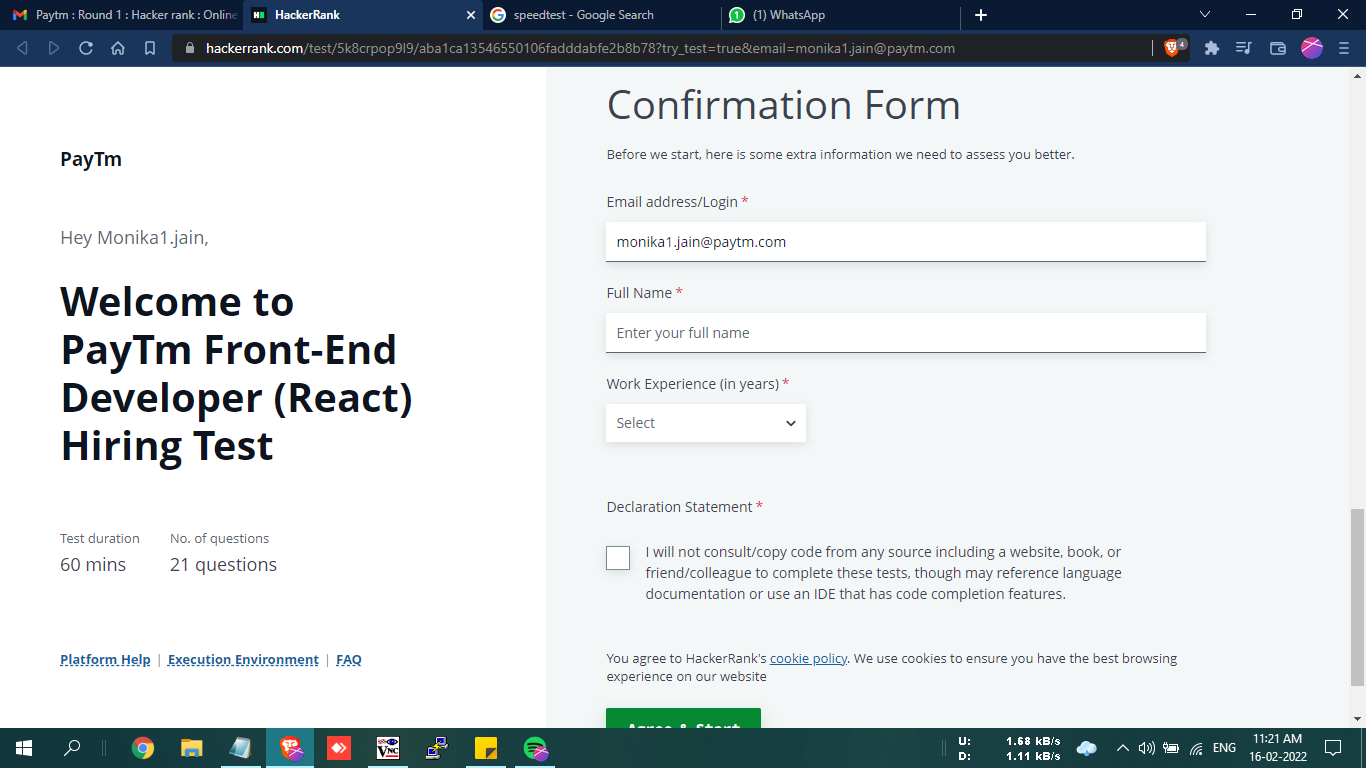 Paytm : Round 1 : Hacker rank : Online
HackerRank
speedtest - Google Search
(1) WhatsApp
hackerrank.com/test/5k8crpop9l9/aba1ca13546550106fadddabfe2b8b78?try_test=true&email=monika1.jain@paytm.com
4
PayTm
Hey Monika1.jain,
Welcome to
PayTm Front-End
Developer (React)
Hiring Test
Test duration
No. of questions
60 mins
21 questions
Platform Help | Execution Environment | FAQ
Confirmation Form
Before we start, here is some extra information we need to assess you better.
Email address/Login *
monika1.jain@paytm.com
Full Name *
Enter your full name
Work Experience (in years) *
Select
Declaration Statement *
I will not consult/copy code from any source including a website, book, or
friend/colleague to complete these tests, though may reference language
documentation or use an IDE that has code completion features.
You agree to HackerRank's cookie policy. We use cookies to ensure you have the best browsing
experience on our website
Agree & Start
VNC
U: 1.68 kB/s
D: 1.11 kB/s
ENG
11:21 AM
16-02-2022